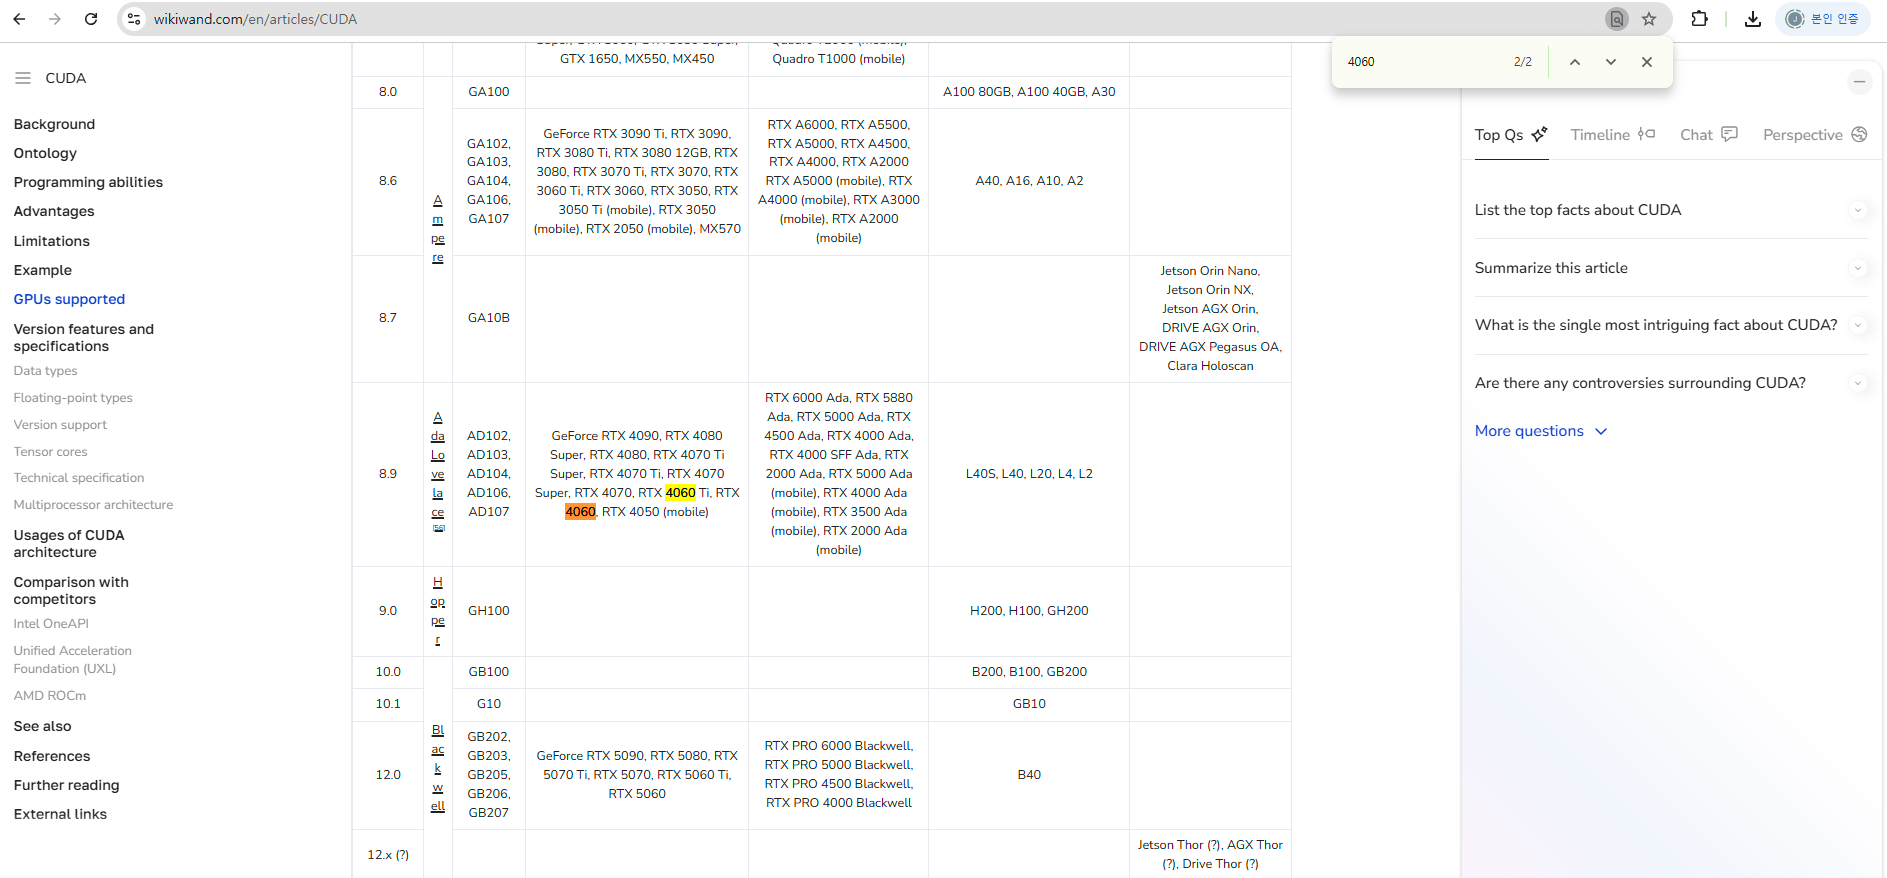 wikiwand.com/en/articles/CUDA
본인 인증
4060
2/2
CUDA
Background
Ontology
Programming abilities
Advantages
Limitations
Example
GPUs supported
Version features and
specifications
Data types
Floating-point types
Version support
Tensor cores
Technical specification
Multiprocessor architecture
Usages of CUDA
architecture
Comparison with
competitors
Intel OneAPI
Unified Acceleration
Foundation (UXL)
AMD ROCm
See also
References
Further reading
External links
GTX 1650, MX550, MX450
Quadro T1000 (mobile)
8.0
A
m
pe
re
GA100
A100 80GB, A100 40GB, A30
8.6
GA102,
GA103,
GA104,
GA106,
GA107
GeForce RTX 3090 Ti, RTX 3090,
RTX 3080 Ti, RTX 3080 12GB, RTX
3080, RTX 3070 Ti, RTX 3070, RTX
3060 Ti, RTX 3060, RTX 3050, RTX
3050 Ti (mobile), RTX 3050
(mobile), RTX 2050 (mobile), MX570
RTX A6000, RTX A5500,
RTX A5000, RTX A4500,
RTX A4000, RTX A2000
RTX A5000 (mobile), RTX
A4000 (mobile), RTX A3000
(mobile), RTX A2000
(mobile)
A40, A16, A10, A2
8.7
GA10B
Jetson Orin Nano,
Jetson Orin NX,
Jetson AGX Orin,
DRIVE AGX Orin,
DRIVE AGX Pegasus OA,
Clara Holoscan
8.9
A
da
Lo
ve
la
ce
[56]
AD102,
AD103,
AD104,
AD106,
AD107
GeForce RTX 4090, RTX 4080
Super, RTX 4080, RTX 4070 Ti
Super, RTX 4070 Ti, RTX 4070
Super, RTX 4070, RTX 4060 Ti, RTX
4060, RTX 4050 (mobile)
RTX 6000 Ada, RTX 5880
Ada, RTX 5000 Ada, RTX
4500 Ada, RTX 4000 Ada,
RTX 4000 SFF Ada, RTX
2000 Ada, RTX 5000 Ada
(mobile), RTX 4000 Ada
(mobile), RTX 3500 Ada
(mobile), RTX 2000 Ada
(mobile)
L40S, L40, L20, L4, L2
9.0
H
op
pe
r
GH100
H200, H100, GH200
10.0
Bl
ac
k
w
ell
GB100
B200, B100, GB200
10.1
G10
GB10
12.0
GB202,
GB203,
GB205,
GB206,
GB207
GeForce RTX 5090, RTX 5080, RTX
5070 Ti, RTX 5070, RTX 5060 Ti,
RTX 5060
RTX PRO 6000 Blackwell,
RTX PRO 5000 Blackwell,
RTX PRO 4500 Blackwell,
RTX PRO 4000 Blackwell
B40
12.x (?)
Jetson Thor (?), AGX Thor
(?), Drive Thor (?)
Top Qs
Timeline
Chat
Perspective
List the top facts about CUDA
Summarize this article
What is the single most intriguing fact about CUDA?
Are there any controversies surrounding CUDA?
More questions